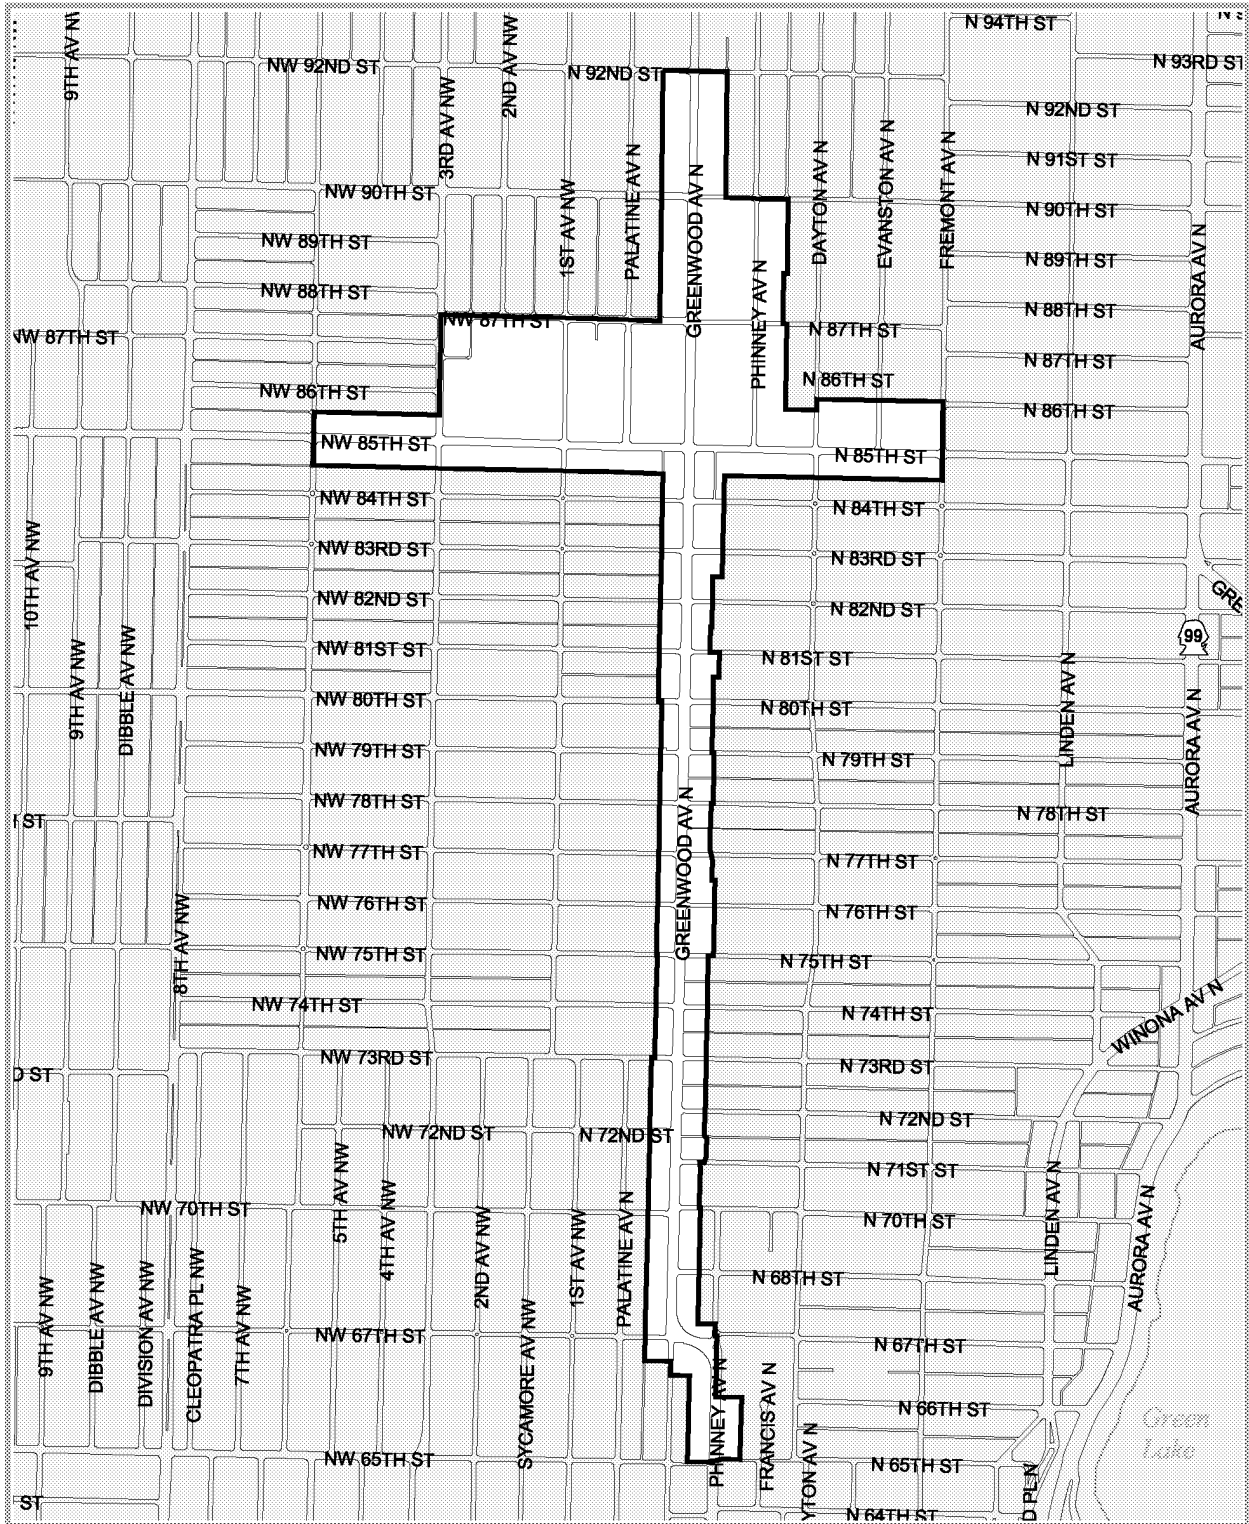 N 94TH ST
N 9
9TH AV N
NW 92ND ST
2ND AV NW
N 92ND ST
N 93RD ST
3RD AV NW
N 92ND ST
N 91ST ST
NW 90TH ST
1ST AV NW
PALATINE AV N
GREENWOOD AV N
DAYTON AV N
EVANSTON AV N
FREMONT AV N
N 90TH ST
NW 89TH ST
N 89TH ST
AURORA AV N
NW 88TH ST
PHINNEY AV N
N 88TH ST
NW 87TH ST
NW 87TH ST
N 87TH ST
N 87TH ST
NW 86TH ST
N 86TH ST
N 86TH ST
NW 85TH ST
N 85TH ST
NW 84TH ST
N 84TH ST
10TH AV NW
NW 83RD ST
N 83RD ST
NW 82ND ST
N 82ND ST
GRE
99
9TH AV NW
DIBBLE AV NW
NW 81ST ST
N 81ST ST
LINDEN AV N
NW 80TH ST
N 80TH ST
AURORA AV N
NW 79TH ST
N 79TH ST
NW 78TH ST
GREENWOOD AV N
N 78TH ST
ST
NW 77TH ST
N 77TH ST
8TH AV NW
NW 76TH ST
N 76TH ST
NW 75TH ST
N 75TH ST
NW 74TH ST
N 74TH ST
WINONA AV N
NW 73RD ST
N 73RD ST
D ST
NW 72ND ST
N 72ND ST
N 72ND ST
5TH AV NW
4TH AV NW
N 71ST ST
NW 70TH ST
2ND AV NW
1ST AV NW
PALATINE AV N
N 70TH ST
LINDEN AV N
AURORA AV N
N 68TH ST
9TH AV NW
DIBBLE AV NW
DIVISION AV NW
CLEOPATRA PL NW
7TH AV NW
NW 67TH ST
SYCAMORE AV NW
N 67TH ST
PHINNEY AV N
FRANCIS AV N
N 66TH ST
Green
Lake
NW 65TH ST
YTON AV N
N 65TH ST
D PL N
ST
N 64TH ST